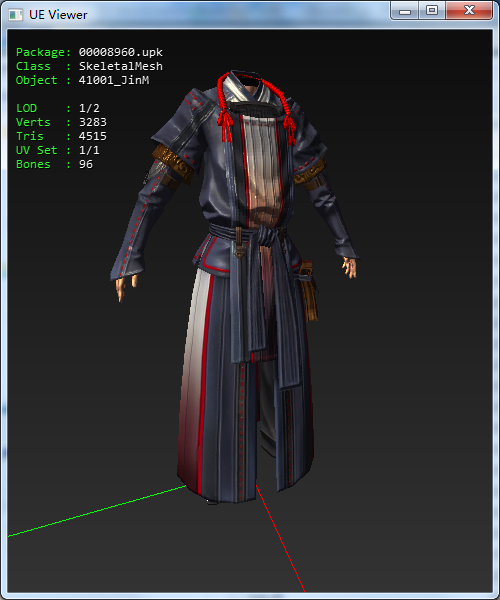 UE Viewer
Package: 00008960.upk
Class  : SkeletalMesh
Object : 41001_JinM
LOD    : 1/2
Verts  : 3283
Tris   : 4515
UV Set : 1/1
Bones  : 96